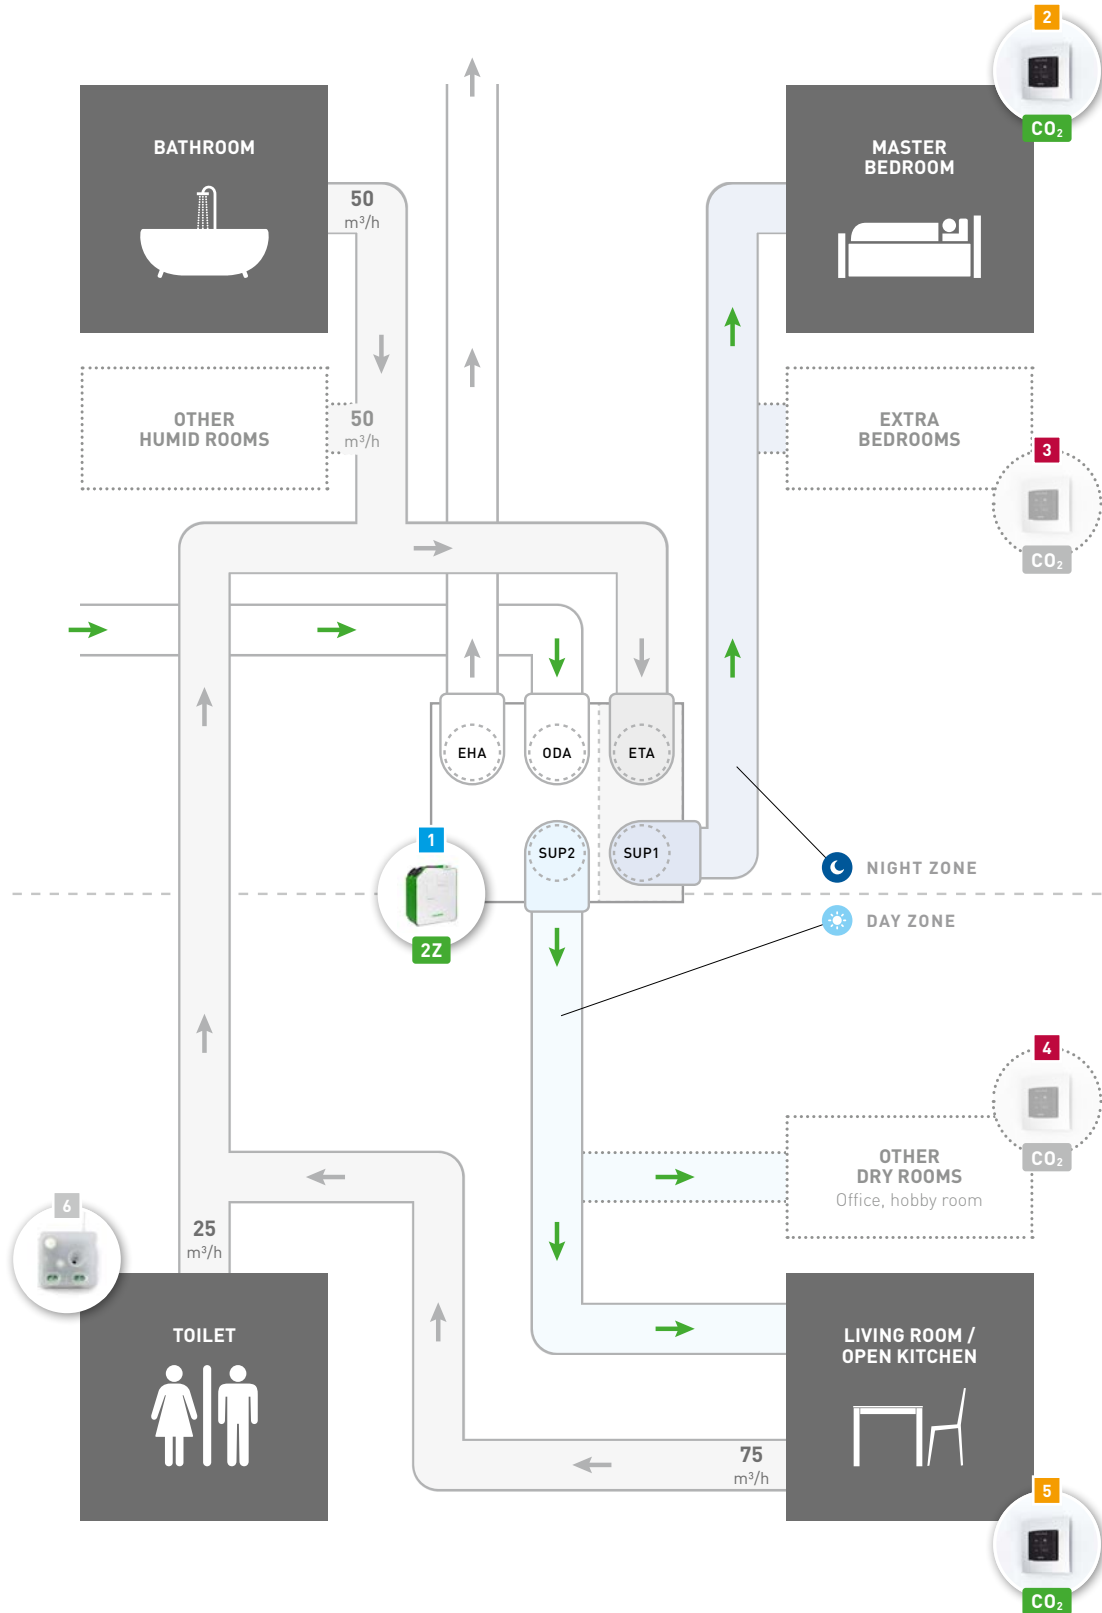 2
CO₂
BATHROOM
MASTER
BEDROOM
50
m³/h
OTHER
HUMID ROOMS
50
m³/h
EXTRA
BEDROOMS
3
CO₂
EHA
ODA
ETA
1
SUP2
SUP1
NIGHT ZONE
DAY ZONE
2Z
4
CO₂
OTHER
DRY ROOMS
Office, hobby room
6
25
m³/h
TOILET
LIVING ROOM /
OPEN KITCHEN
75
m³/h
5
CO₂